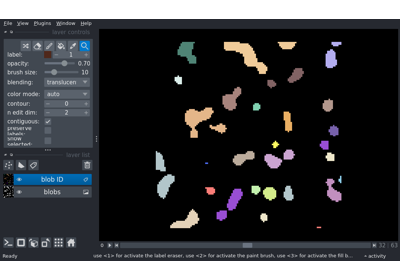 File View Plugins Window Help
layer controls
label: 1
opacity: 0.70
brush size: 10
blending: translucen
color mode: auto
contour: 0
n edit dim: 2
contiguous:
preserve
labels:
show
selected:
layer list
blob ID
blobs
32 63
Ready
use <1> for activate the label eraser, use <2> for activate the paint brush, use <3> for activate the fill b...
activity